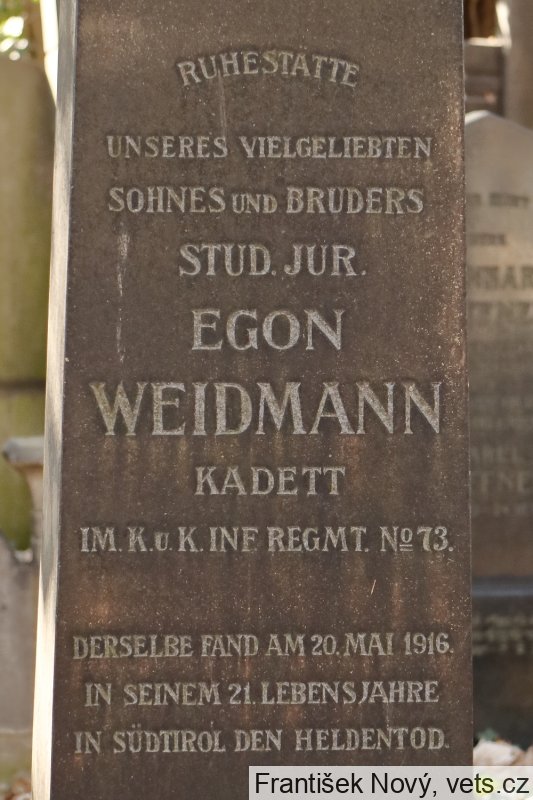 RUHESTÄTTE
UNSERES VIELGELIEBTEN
SOHNES UND BRUDERS
STUD. JUR.
EGON
WEIDMANN
KADETT
IM. K. U. K. INF REGMT. No 73.
DERSELBE FAND AM 20. MAI 1916.
IN SEINEM 21. LEBENSJAHRE
IN SÜDTIROL DEN HELDENTOD.
František Nový, vets.cz